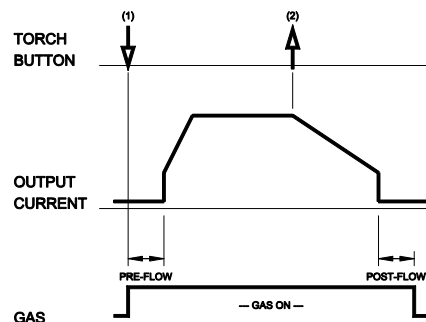 (1) (2)
TORCH
BUTTON
OUTPUT
CURRENT
PRE-FLOW POST-FLOW
— GAS ON —
GAS